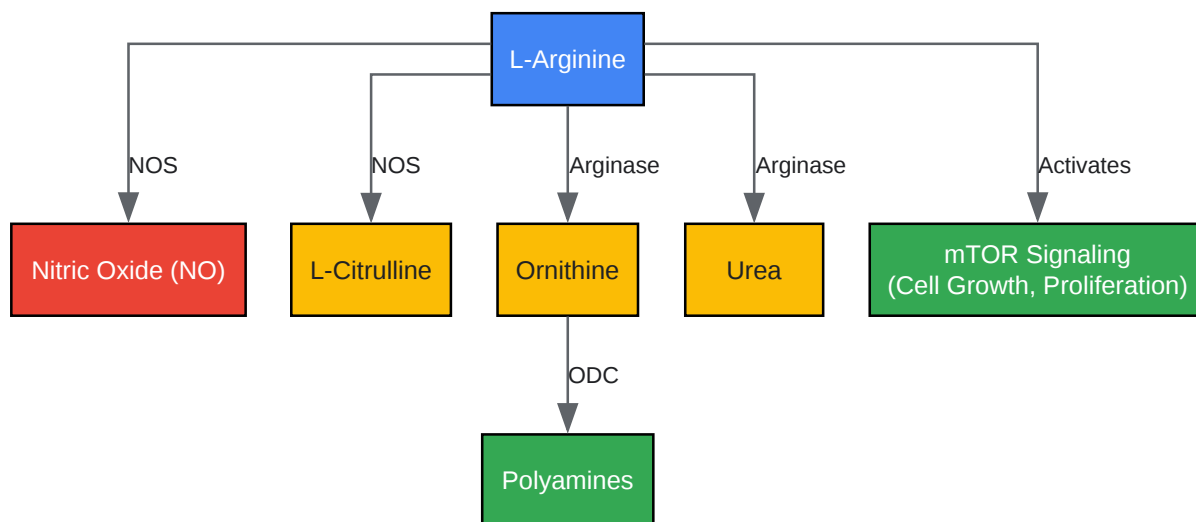 L-Arginine
NOS
NOS
Arginase
Arginase
Activates
Nitric Oxide (NO)
L-Citrulline
Ornithine
Urea
mTOR Signaling
(Cell Growth, Proliferation)
ODC
Polyamines